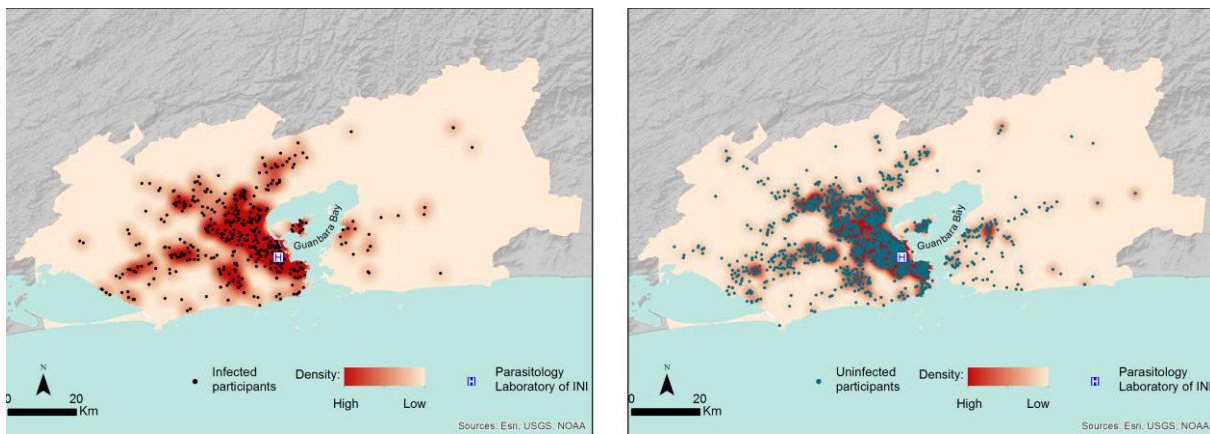 Guanbara Bay
H
N
Infected
participants
Density:
High
Low
H
Parasitology
Laboratory of INI
0
20
Km
Sources: Esri, USGS, NOAA
Guanbara Bay
H
N
Uninfected
participants
Density:
High
Low
H
Parasitology
Laboratory of INI
0
20
Km
Sources: Esri, USGS, NOAA